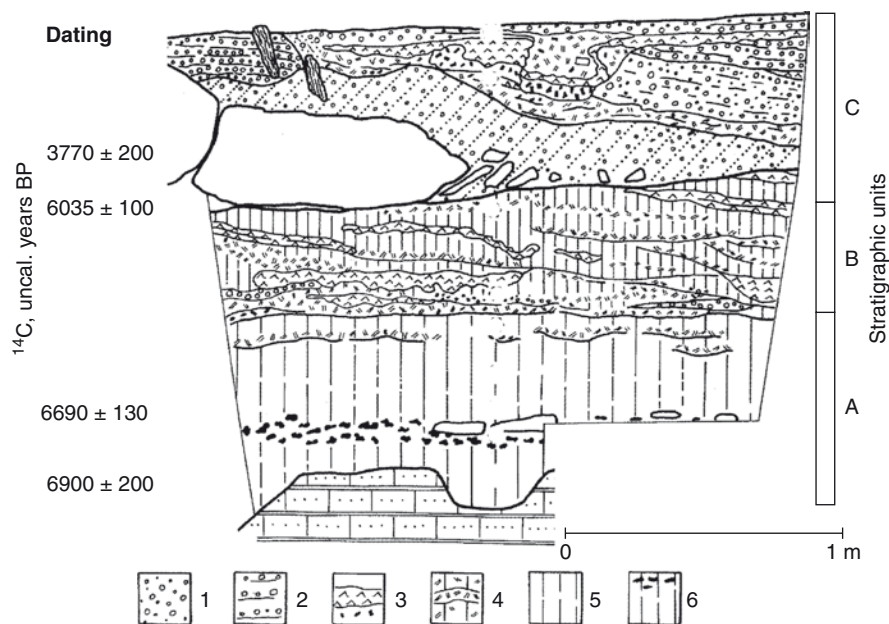 Dating
C
3770 ± 200
6035 ± 100
B
¹⁴C, uncal. years BP
Stratigraphic units
6690 ± 130
A
6900 ± 200
0 1 m
1 2 3 4 5 6